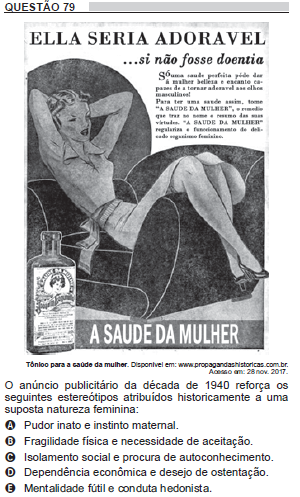 QUESTÃO 79
ELLA SERIA ADORAVEL
...si não fosse doentia
Só uma saude perfeita póde dar
á mulher belleza e encanto ca-
panes de a tornar adoravel aos olhos
masculinos!
Para ter uma saude assim, tome
"A SAUDE DA MULHER", o remedio
que traz no nome o resumo das suas
virtudes. "A SAUDE DA MULHER"
regulariza o funccionamento do deli-
cado organismo feminino.
A SAUDE DA MULHER
Tônico para a saúde da mulher. Disponível em: www.propagandashistoricas.com.br.
Acesso em: 28 nov. 2017.
O anúncio publicitário da década de 1940 reforça os
seguintes estereótipos atribuídos historicamente a uma
suposta natureza feminina:
A Pudor inato e instinto maternal.
B Fragilidade física e necessidade de aceitação.
C Isolamento social e procura de autoconhecimento.
D Dependência econômica e desejo de ostentação.
E Mentalidade fútil e conduta hedonista.